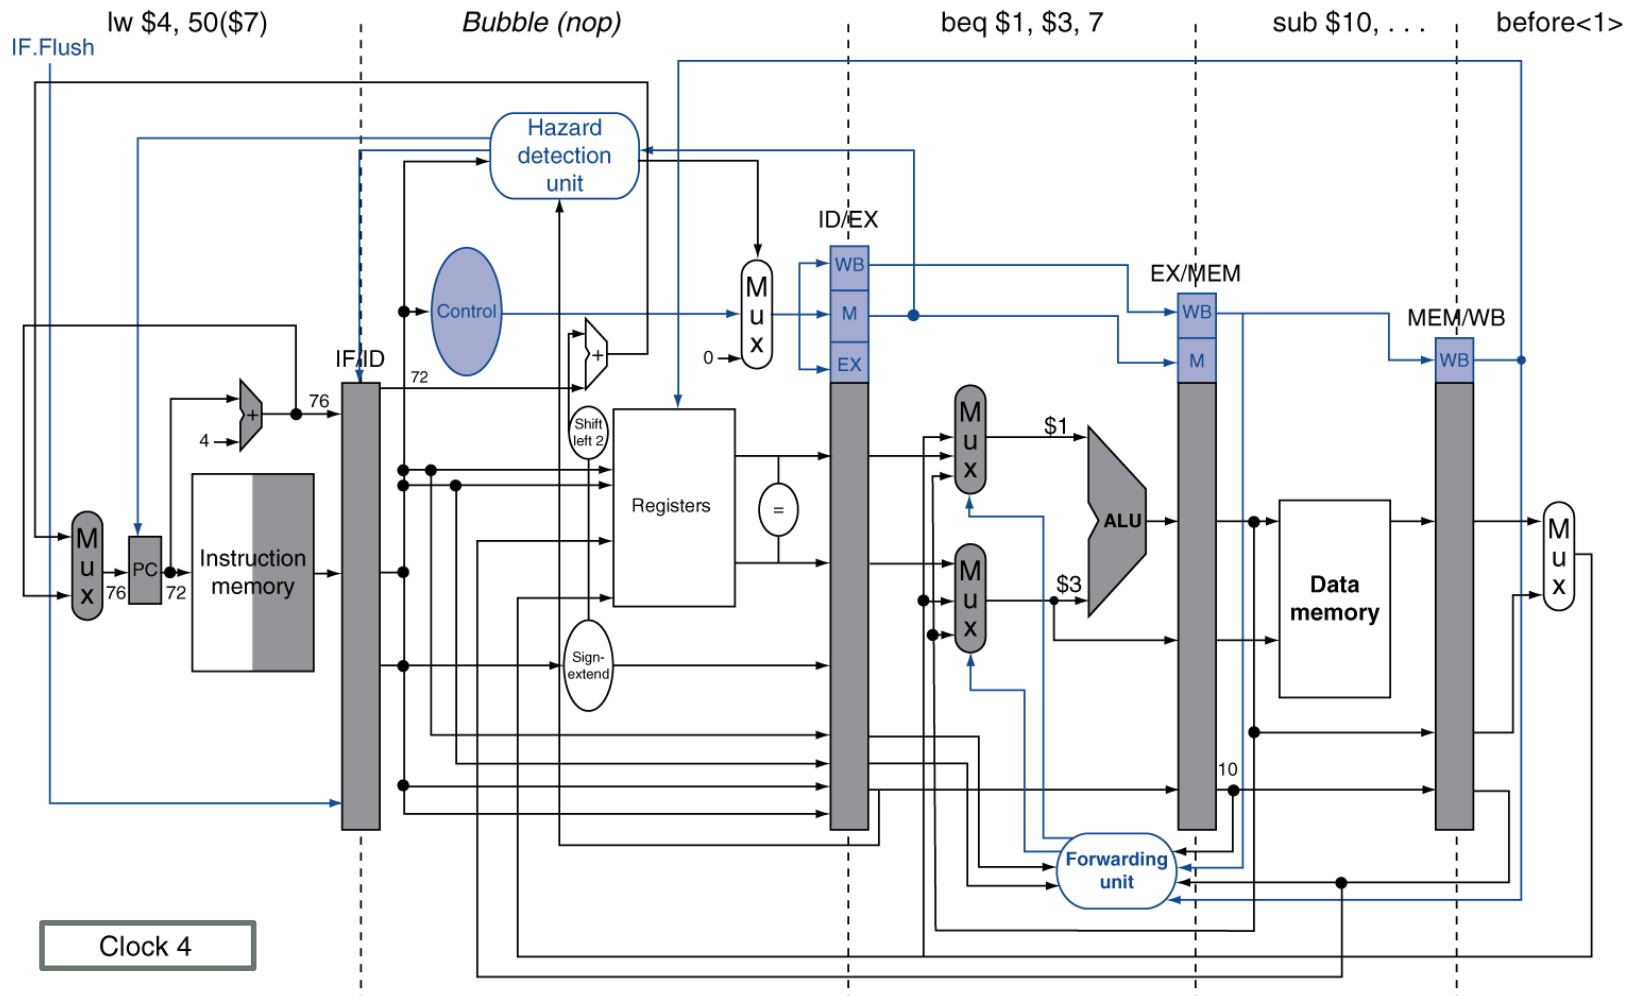 lw $4, 50($7)
Bubble (nop)
beq $1, $3, 7
sub $10, . . .
before<1>
IF.Flush
Hazard
detection
unit
ID/EX
WB
EX/MEM
Control
M
u
x
M
WB
MEM/WB
0
EX
M
WB
IF/ID
72
+
76
+
4
Shift
left 2
M
u
x
$1
Registers
=
ALU
M
u
x
PC
76
72
Instruction
memory
M
u
x
$3
Data
memory
M
u
x
Sign-
extend
10
Forwarding
unit
Clock 4